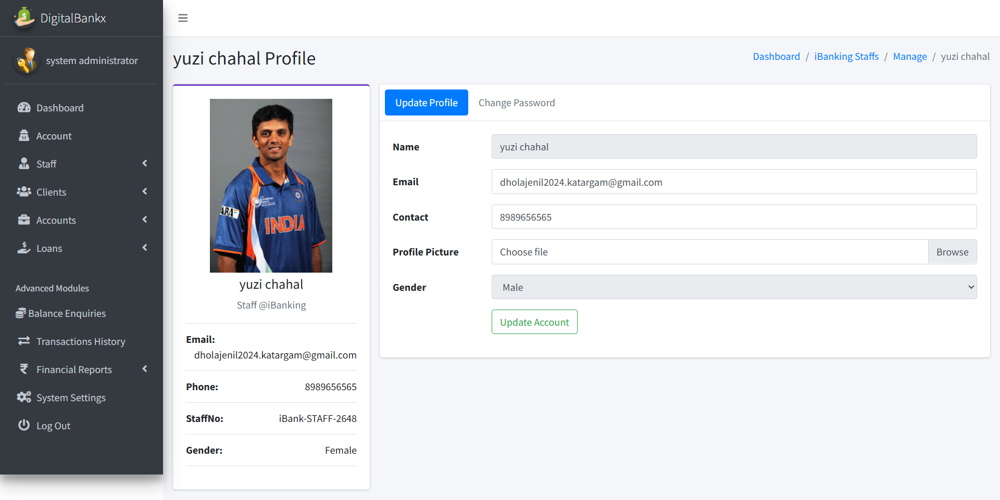 DigitalBankx
system administrator
Dashboard
Account
Staff
Clients
Accounts
Loans
Advanced Modules
Balance Enquiries
Transactions History
Financial Reports
System Settings
Log Out
yuzi chahal Profile
Dashboard / iBanking Staffs / Manage / yuzi chahal
INDIA
yuzi chahal
Staff @iBanking
Email:
dholajenil2024.katargam@gmail.com
Phone: 8989656565
StaffNo: iBank-STAFF-2648
Gender: Female
Update Profile Change Password
Name yuzi chahal
Email dholajenil2024.katargam@gmail.com
Contact 8989656565
Profile Picture Choose file Browse
Gender Male
Update Account